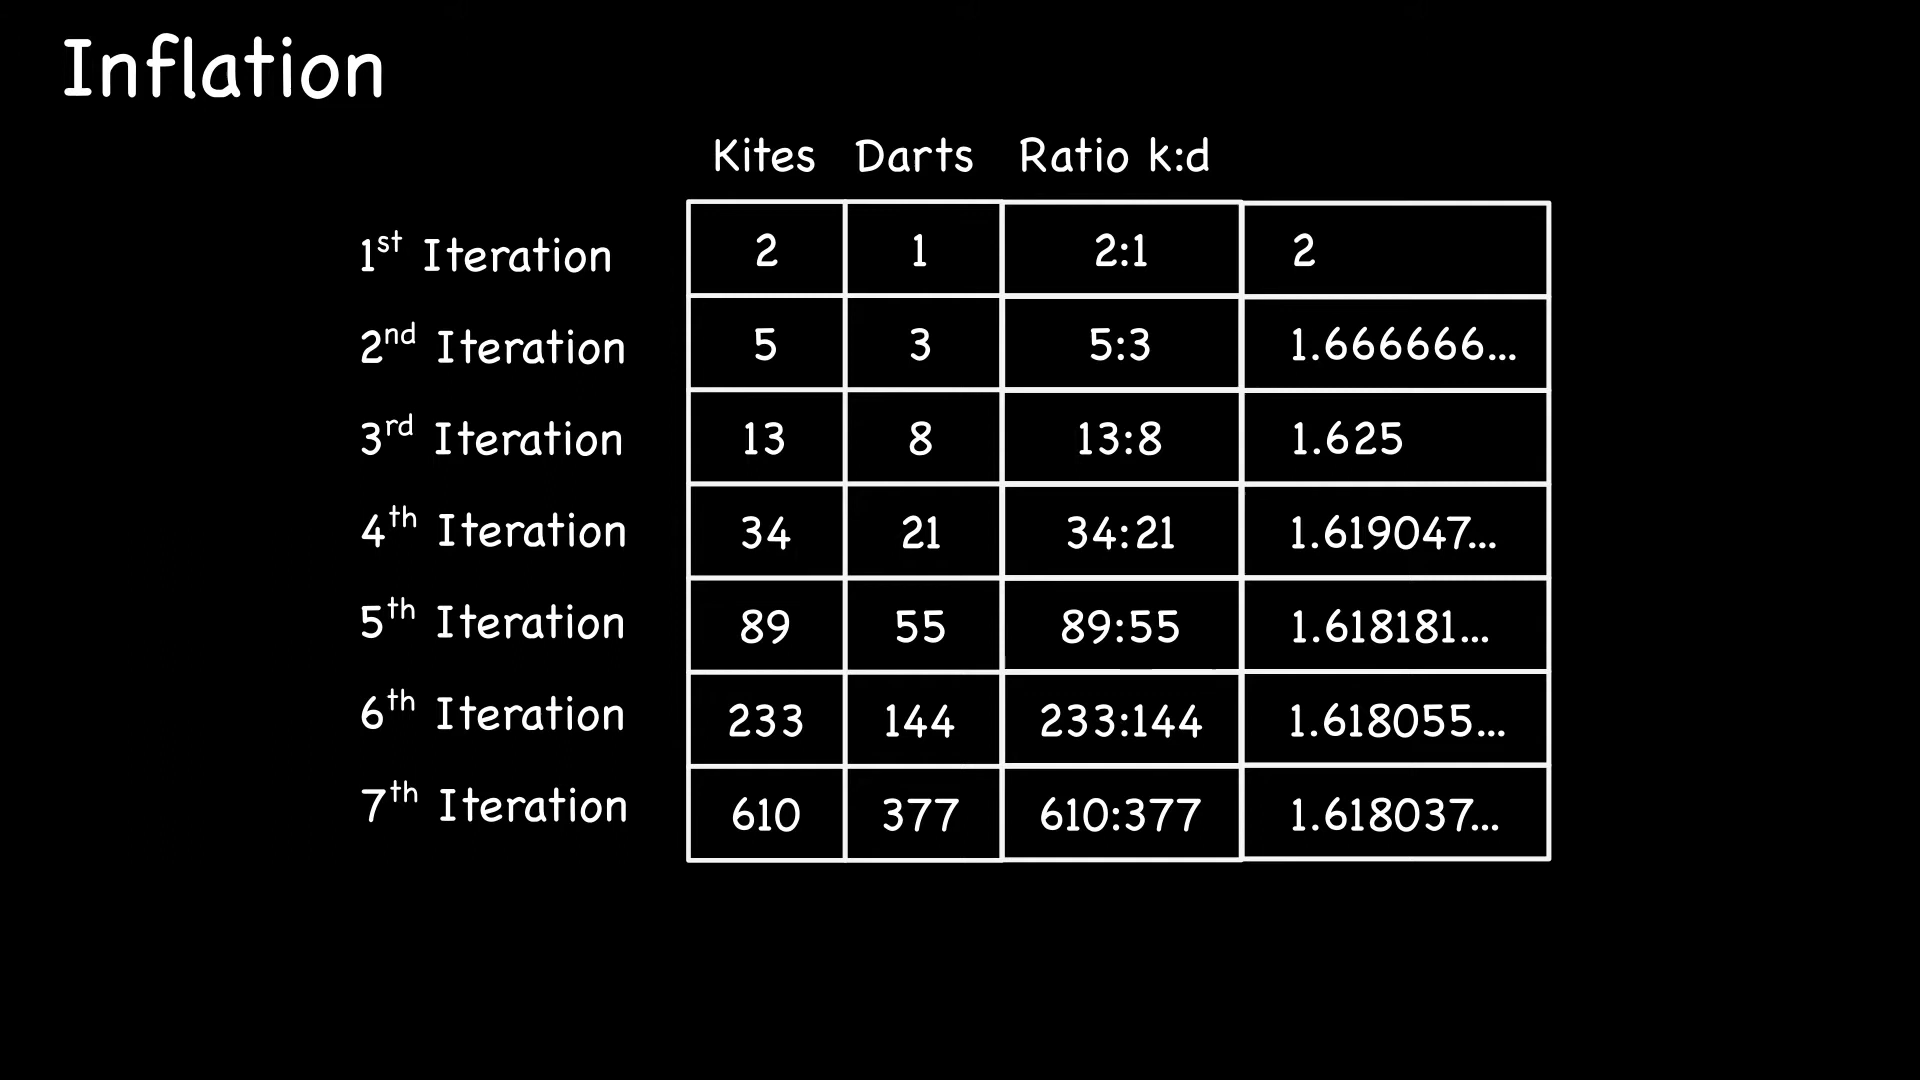 Inflation
Kites Darts Ratio k:d
1st Iteration 2 1 2:1 2
2nd Iteration 5 3 5:3 1.666666...
3rd Iteration 13 8 13:8 1.625
4th Iteration 34 21 34:21 1.619047...
5th Iteration 89 55 89:55 1.618181...
6th Iteration 233 144 233:144 1.618055...
7th Iteration 610 377 610:377 1.618037...